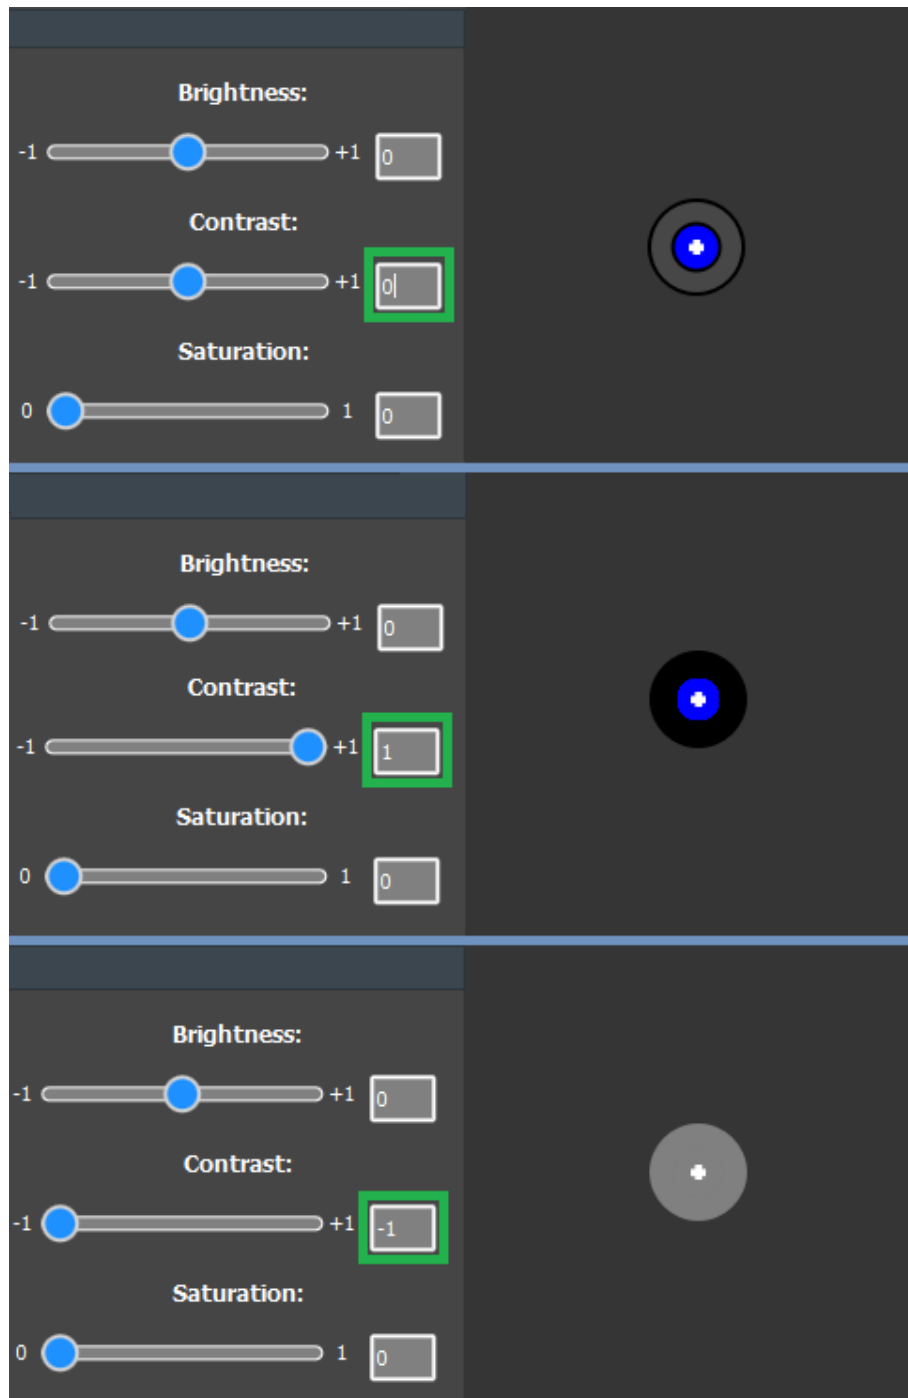 Brightness:
-1 +1 0
Contrast:
-1 +1 0
Saturation:
0 1 0
Brightness:
-1 +1 0
Contrast:
-1 +1 1
Saturation:
0 1 0
Brightness:
-1 +1 0
Contrast:
-1 +1 -1
Saturation:
0 1 0